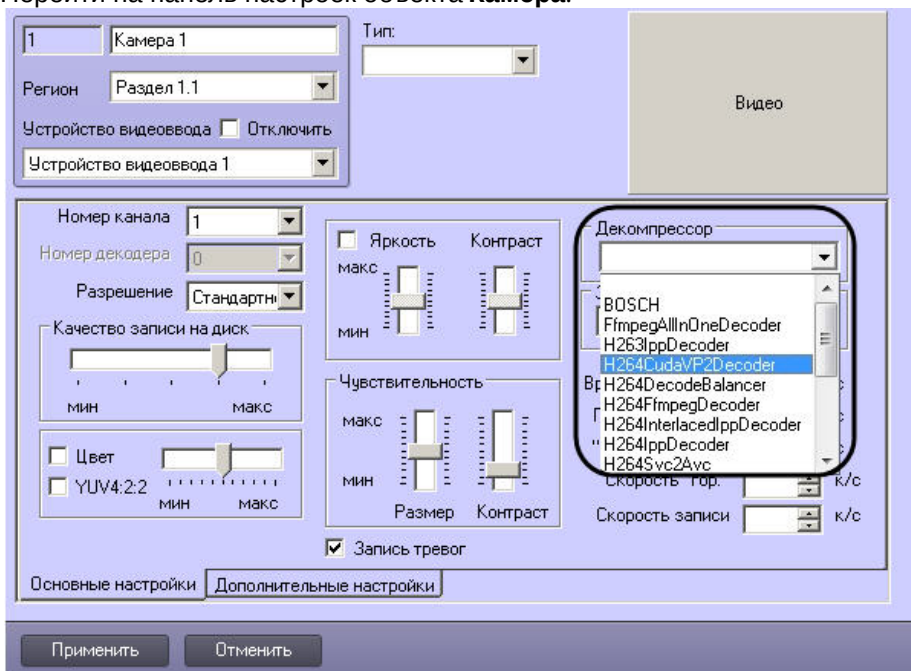 Перейти на панель настроек объекта Камера.
1 Камера 1
Тип:
Регион Раздел 1.1
Видео
Устройство видеоввода Отключить
Устройство видеоввода 1
Номер канала 1
Номер декодера 0
Разрешение Стандартн
Качество записи на диск
мин макс
Цвет
YUV4:2:2
мин макс
Яркость Контраст
макс
мин
Чувствительность
макс
мин
Размер Контраст
Запись тревог
Декомпрессор
BOSCH
FfmpegAllInOneDecoder
H263IppDecoder
H264CudaVP2Decoder
H264DecodeBalancer
H264FfmpegDecoder
H264InterlacedIppDecoder
H264IppDecoder
H264Svc2Avc
Скорость "гор." к/с
Скорость записи к/с
Основные настройки Дополнительные настройки
Применить Отменить